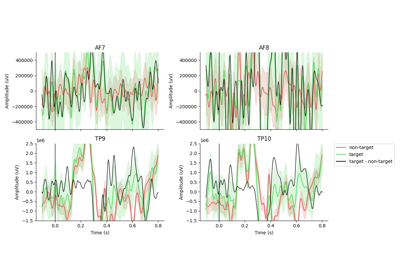 AF7
AF8
Amplitude (uV)
400000
200000
0
−200000
−400000
Amplitude (uV)
400000
200000
0
−200000
−400000
TP9
TP10
1e6
1e6
Amplitude (uV)
2.5
2.0
1.5
1.0
0.5
0.0
−0.5
−1.0
−1.5
Amplitude (uV)
2.5
2.0
1.5
1.0
0.5
0.0
−0.5
−1.0
−1.5
0.0 0.2 0.4 0.6 0.8
Time (s)
0.0 0.2 0.4 0.6 0.8
Time (s)
non-target
target
target - non-target